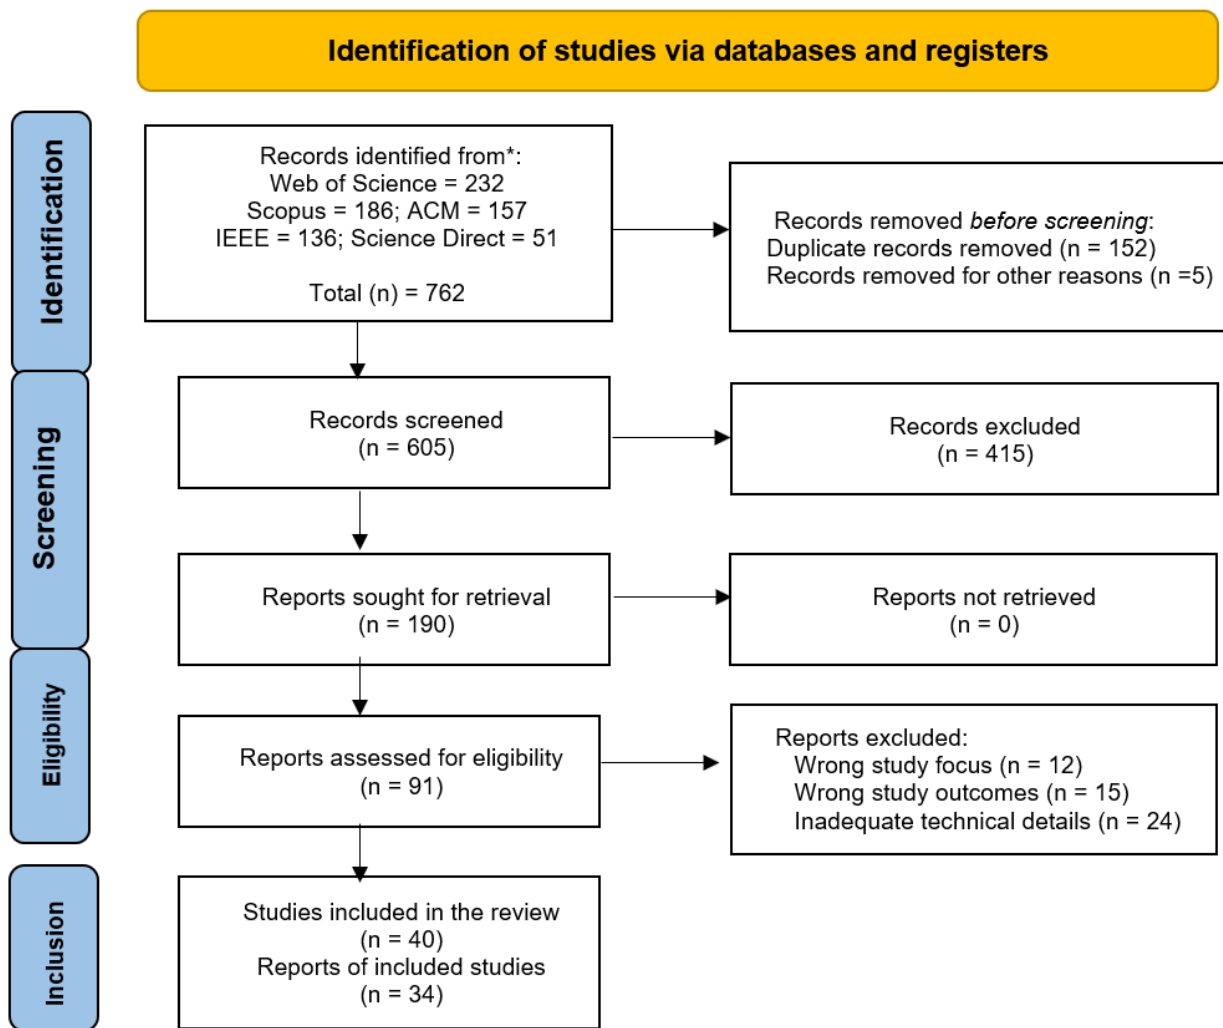 Identification of studies via databases and registers
Identification
Records identified from*:
Web of Science = 232
Scopus = 186; ACM = 157
IEEE = 136; Science Direct = 51
Total (n) = 762
Records removed before screening:
Duplicate records removed (n = 152)
Records removed for other reasons (n =5)
Screening
Records screened
(n = 605)
Records excluded
(n = 415)
Reports sought for retrieval
(n = 190)
Reports not retrieved
(n = 0)
Eligibility
Reports assessed for eligibility
(n = 91)
Reports excluded:
Wrong study focus (n = 12)
Wrong study outcomes (n = 15)
Inadequate technical details (n = 24)
Inclusion
Studies included in the review
(n = 40)
Reports of included studies
(n = 34)